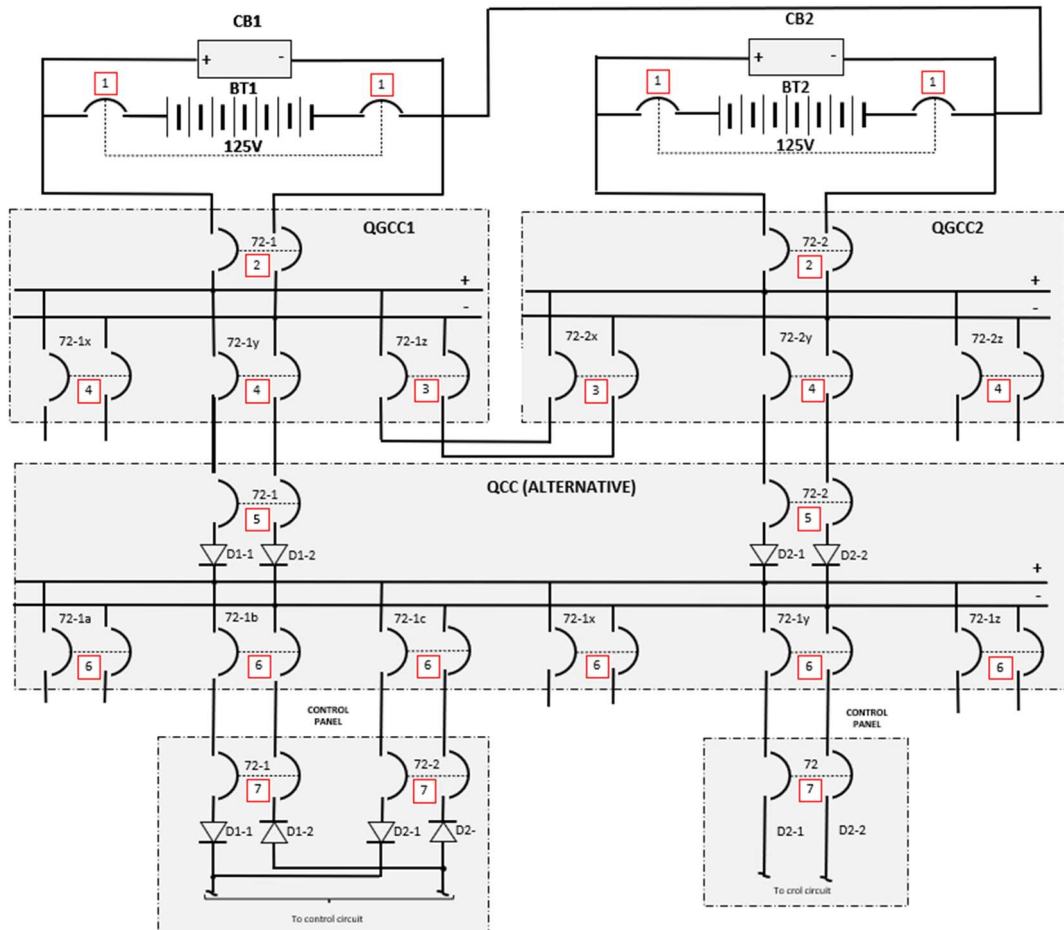 CB1
CB2
+ -
+ -
1
BT1
1
1
BT2
1
125V
125V
QGCC1
QGCC2
72-1
2
72-2
2
+
+
-
-
72-1x
4
72-1y
4
72-1z
3
72-2x
3
72-2y
4
72-2z
4
QCC (ALTERNATIVE)
72-1
5
72-2
5
D1-1
D1-2
D2-1
D2-2
+
-
72-1a
6
72-1b
6
72-1c
6
72-1x
6
72-1y
6
72-1z
6
CONTROL
PANEL
CONTROL
PANEL
72-1
7
72-2
7
72
7
D1-1
D1-2
D2-1
D2-
D2-1
D2-2
To control circuit
To crol circuit